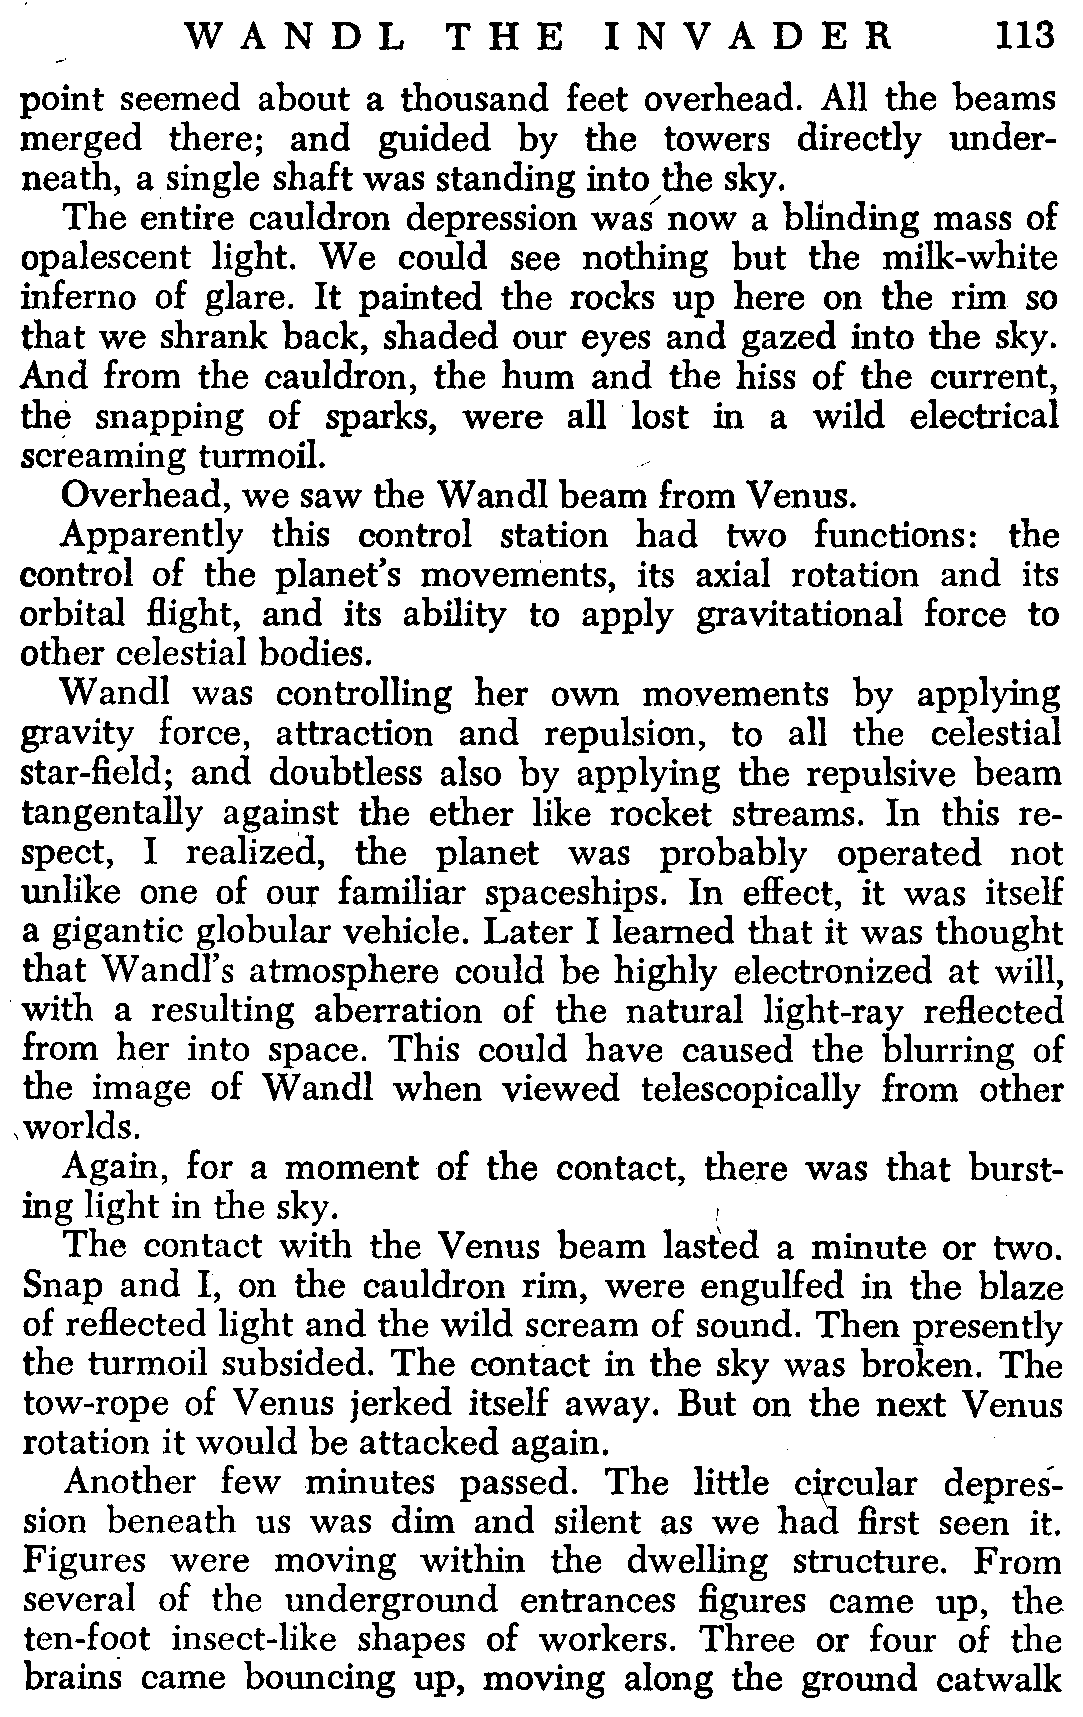 WANDL THE INVADER 113
point seemed about a thousand feet overhead. All the beams
merged there; and guided by the towers directly under-
neath, a single shaft was standing into the sky.
The entire cauldron depression was now a blinding mass of
opalescent light. We could see nothing but the milk-white
inferno of glare. It painted the rocks up here on the rim so
that we shrank back, shaded our eyes and gazed into the sky.
And from the cauldron, the hum and the hiss of the current,
the snapping of sparks, were all lost in a wild electrical
screaming turmoil.
Overhead, we saw the Wandl beam from Venus.
Apparently this control station had two functions: the
control of the planet's movements, its axial rotation and its
orbital flight, and its ability to apply gravitational force to
other celestial bodies.
Wandl was controlling her own movements by applying
gravity force, attraction and repulsion, to all the celestial
star-field; and doubtless also by applying the repulsive beam
tangentally against the ether like rocket streams. In this re-
spect, I realized, the planet was probably operated not
unlike one of our familiar spaceships. In effect, it was itself
a gigantic globular vehicle. Later I learned that it was thought
that Wandl's atmosphere could be highly electronized at will,
with a resulting aberration of the natural light-ray reflected
from her into space. This could have caused the blurring of
the image of Wandl when viewed telescopically from other
worlds.
Again, for a moment of the contact, there was that burst-
ing light in the sky.
The contact with the Venus beam lasted a minute or two.
Snap and I, on the cauldron rim, were engulfed in the blaze
of reflected light and the wild scream of sound. Then presently
the turmoil subsided. The contact in the sky was broken. The
tow-rope of Venus jerked itself away. But on the next Venus
rotation it would be attacked again.
Another few minutes passed. The little circular depres-
sion beneath us was dim and silent as we had first seen it.
Figures were moving within the dwelling structure. From
several of the underground entrances figures came up, the
ten-foot insect-like shapes of workers. Three or four of the
brains came bouncing up, moving along the ground catwalk